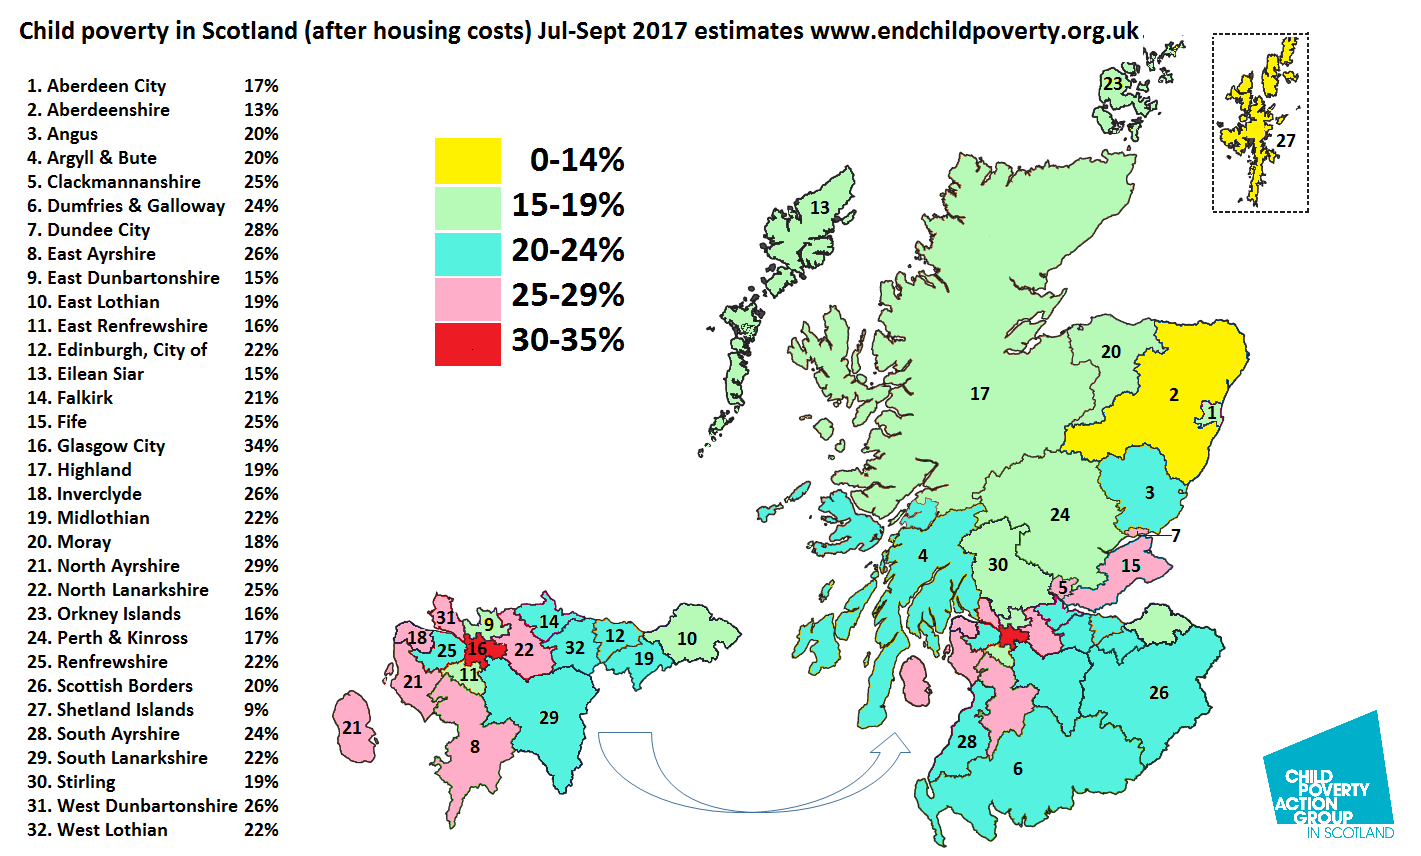 Child poverty in Scotland (after housing costs) Jul-Sept 2017 estimates www.endchildpoverty.org.uk
1. Aberdeen City 17%
2. Aberdeenshire 13%
3. Angus 20%
4. Argyll & Bute 20%
5. Clackmannanshire 25%
6. Dumfries & Galloway 24%
7. Dundee City 28%
8. East Ayrshire 26%
9. East Dunbartonshire 15%
10. East Lothian 19%
11. East Renfrewshire 16%
12. Edinburgh, City of 22%
13. Eilean Siar 15%
14. Falkirk 21%
15. Fife 25%
16. Glasgow City 34%
17. Highland 19%
18. Inverclyde 26%
19. Midlothian 22%
20. Moray 18%
21. North Ayrshire 29%
22. North Lanarkshire 25%
23. Orkney Islands 16%
24. Perth & Kinross 17%
25. Renfrewshire 22%
26. Scottish Borders 20%
27. Shetland Islands 9%
28. South Ayrshire 24%
29. South Lanarkshire 22%
30. Stirling 19%
31. West Dunbartonshire 26%
32. West Lothian 22%
0-14%
15-19%
20-24%
25-29%
30-35%
23
27
13
20
17
2
1
3
24
7
4
30
15
5
26
28
6
31
9
14
18
25
16
22
32
12
19
10
11
21
21
29
8
CHILD
POVERTY
ACTION
GROUP
IN SCOTLAND